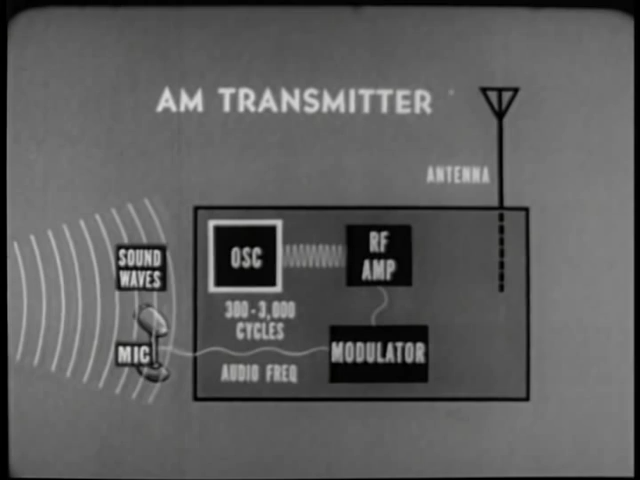 AM TRANSMITTER
ANTENNA
SOUND
WAVES
OSC
RF
AMP
300-3,000
CYCLES
MIC
MODULATOR
AUDIO FREQ